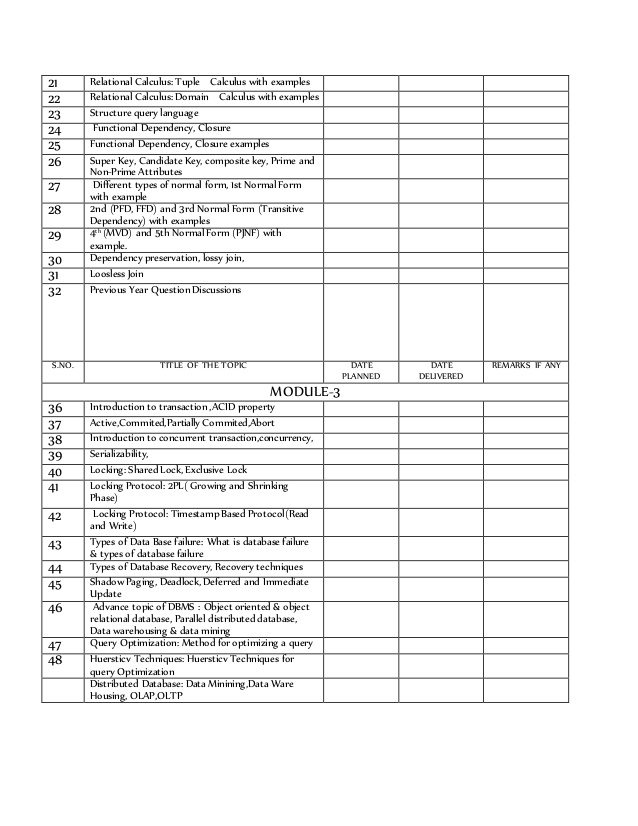 21 Relational Calculus: Tuple Calculus with examples
22 Relational Calculus: Domain Calculus with examples
23 Structure query language
24 Functional Dependency, Closure
25 Functional Dependency, Closure examples
26 Super Key, Candidate Key, composite key, Prime and
Non-Prime Attributes
27 Different types of normal form, 1st Normal Form
with example
28 2nd (PFD, FFD) and 3rd Normal Form (Transitive
Dependency) with examples
29 4th (MVD) and 5th Normal Form (PJNF) with
example.
30 Dependency preservation, lossy join,
31 Loosless Join
32 Previous Year Question Discussions
S.NO. TITLE OF THE TOPIC DATE PLANNED DATE DELIVERED REMARKS IF ANY
MODULE-3
36 Introduction to transaction ,ACID property
37 Active,Commited,Partially Commited,Abort
38 Introduction to concurrent transaction,concurrency,
39 Serializability,
40 Locking: Shared Lock, Exclusive Lock
41 Locking Protocol: 2PL( Growing and Shrinking
Phase)
42 Locking Protocol: Timestamp Based Protocol(Read
and Write)
43 Types of Data Base failure: What is database failure
& types of database failure
44 Types of Database Recovery, Recovery techniques
45 Shadow Paging, Deadlock, Deferred and Immediate
Update
46 Advance topic of DBMS : Object oriented & object
relational database, Parallel distributed database,
Data warehousing & data mining
47 Query Optimization: Method for optimizing a query
48 Huersticv Techniques: Huersticv Techniques for
query Optimization
Distributed Database: Data Minining,Data Ware
Housing, OLAP,OLTP